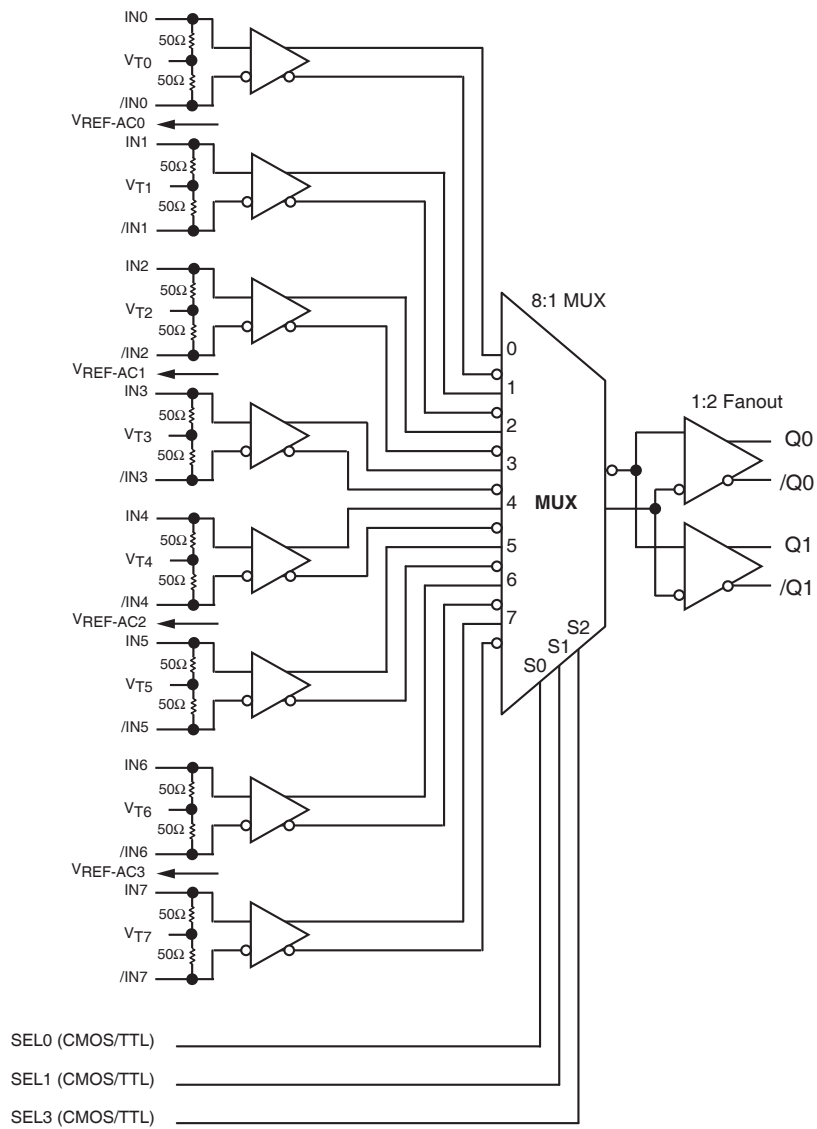 IN0
50Ω
VT0
50Ω
/IN0
VREF-AC0
IN1
50Ω
VT1
50Ω
/IN1
IN2
50Ω
VT2
50Ω
/IN2
VREF-AC1
IN3
50Ω
VT3
50Ω
/IN3
IN4
50Ω
VT4
50Ω
/IN4
VREF-AC2
IN5
50Ω
VT5
50Ω
/IN5
IN6
50Ω
VT6
50Ω
/IN6
VREF-AC3
IN7
50Ω
VT7
50Ω
/IN7
8:1 MUX
0
1
2
3
4
5
6
7
MUX
S0
S1
S2
1:2 Fanout
Q0
/Q0
Q1
/Q1
SEL0 (CMOS/TTL)
SEL1 (CMOS/TTL)
SEL3 (CMOS/TTL)